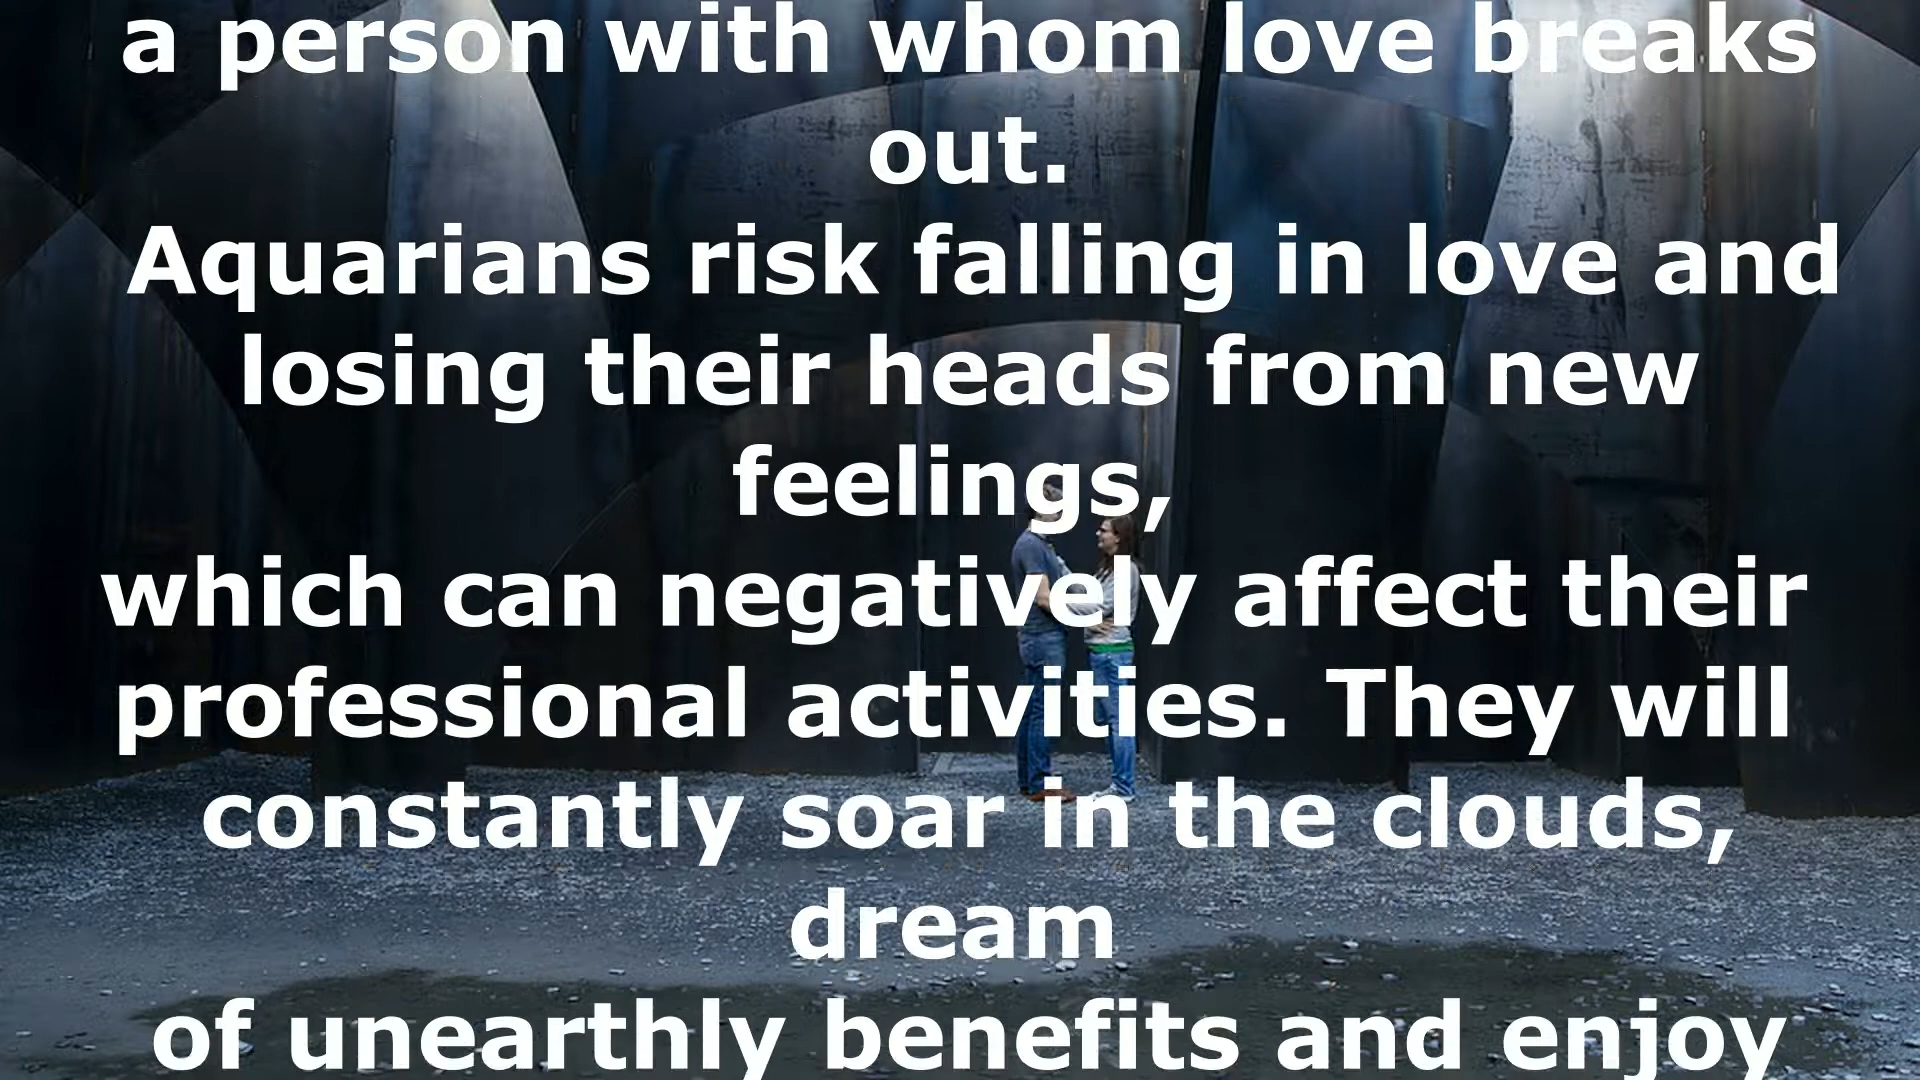 a person with whom love breaks
out.
Aquarians risk falling in love and
losing their heads from new
feelings,
which can negatively affect their
professional activities. They will
constantly soar in the clouds,
dream
of unearthly benefits and enjoy